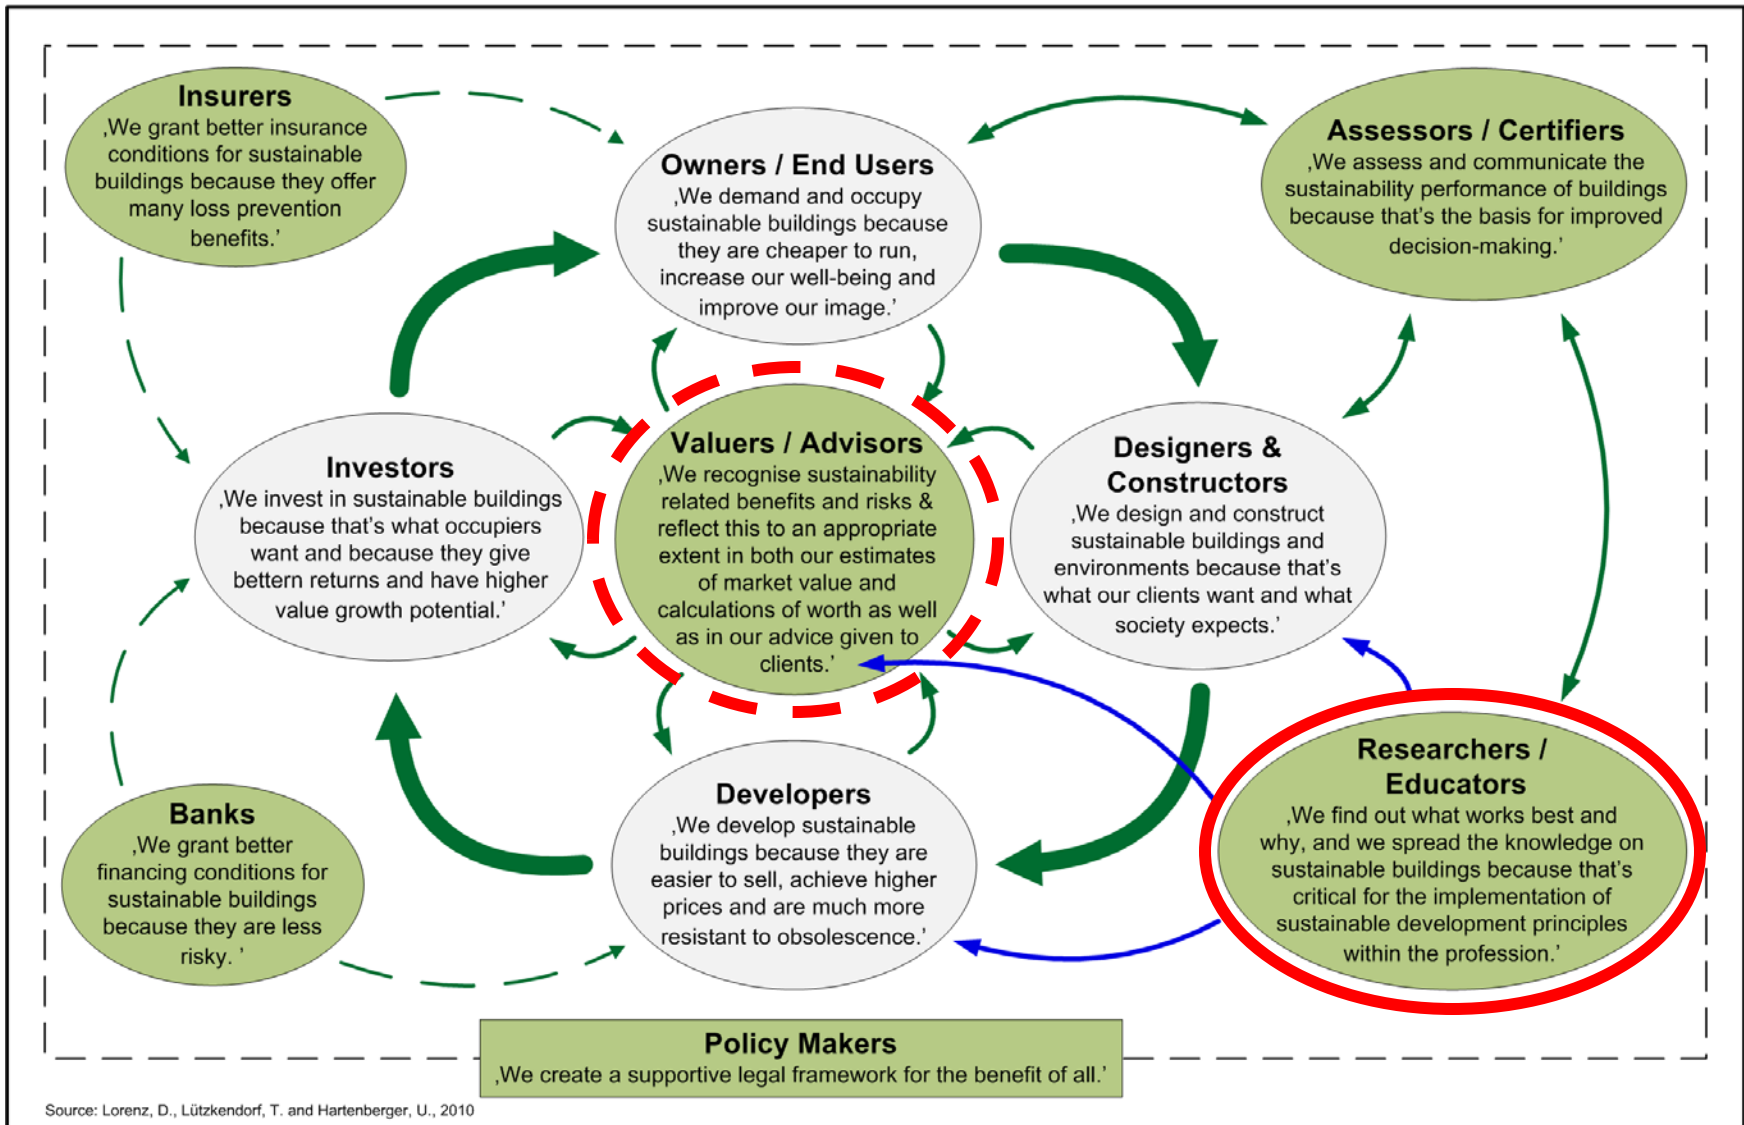 Insurers
‚We grant better insurance
conditions for sustainable
buildings because they offer
many loss prevention
benefits.’
Owners / End Users
‚We demand and occupy
sustainable buildings because
they are cheaper to run,
increase our well-being and
improve our image.’
Assessors / Certifiers
‚We assess and communicate the
sustainability performance of buildings
because that’s the basis for improved
decision-making.’
Investors
‚We invest in sustainable buildings
because that’s what occupiers
want and because they give
bettern returns and have higher
value growth potential.’
Valuers / Advisors
‚We recognise sustainability
related benefits and risks &
reflect this to an appropriate
extent in both our estimates
of market value and
calculations of worth as well
as in our advice given to
clients.’
Designers &
Constructors
‚We design and construct
sustainable buildings and
environments because that’s
what our clients want and what
society expects.’
Banks
‚We grant better
financing conditions for
sustainable buildings
because they are less
risky. ’
Developers
‚We develop sustainable
buildings because they are
easier to sell, achieve higher
prices and are much more
resistant to obsolescence.’
Researchers /
Educators
‚We find out what works best and
why, and we spread the knowledge on
sustainable buildings because that’s
critical for the implementation of
sustainable development principles
within the profession.’
Policy Makers
‚We create a supportive legal framework for the benefit of all.’
Source: Lorenz, D., Lützkendorf, T. and Hartenberger, U., 2010